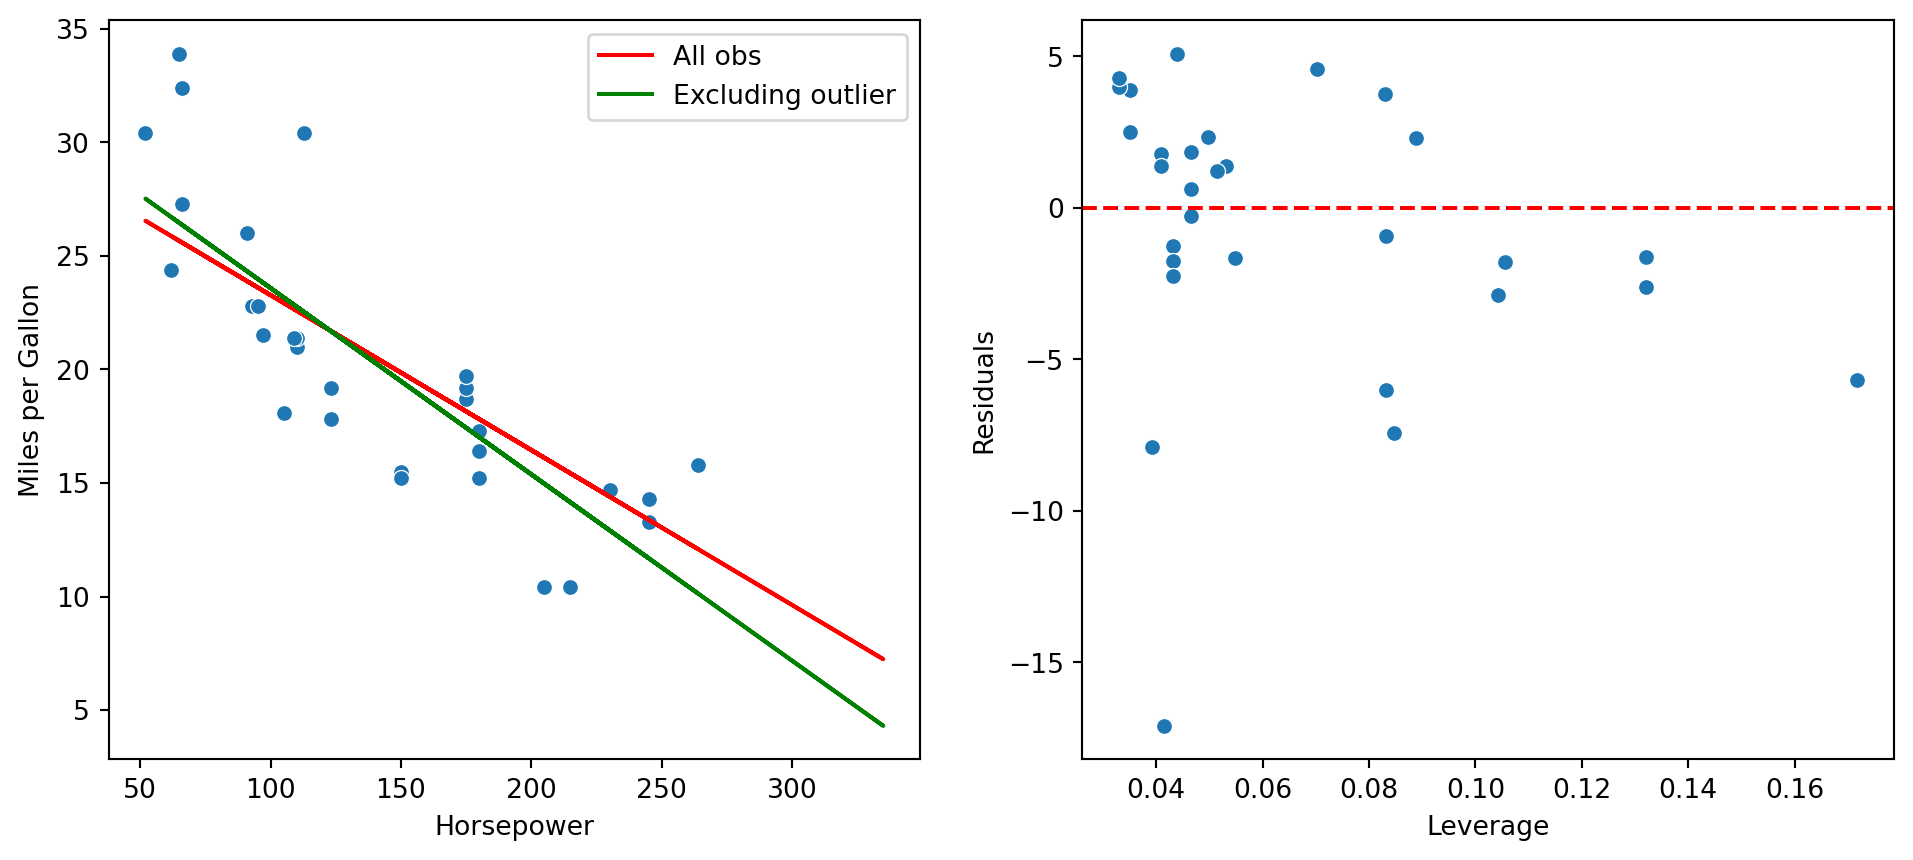 35
30
25
20
15
10
5
Miles per Gallon
50 100 150 200 250 300
Horsepower
All obs
Excluding outlier
5
0
−5
−10
−15
Residuals
0.04 0.06 0.08 0.10 0.12 0.14 0.16
Leverage